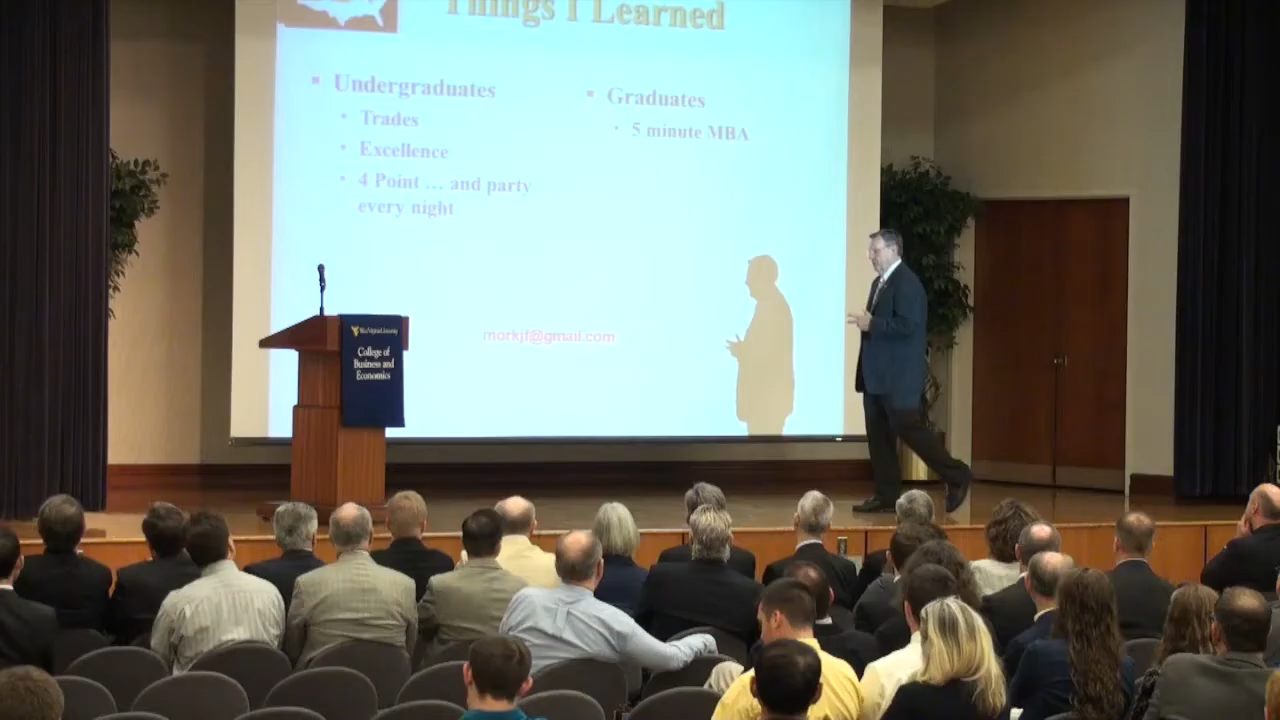 Things I Learned
▪ Undergraduates
• Trades
• Excellence
• 4 Point … and party
every night
▪ Graduates
• 5 minute MBA
morkjf@gmail.com
WestVirginiaUniversity
College of
Business and
Economics